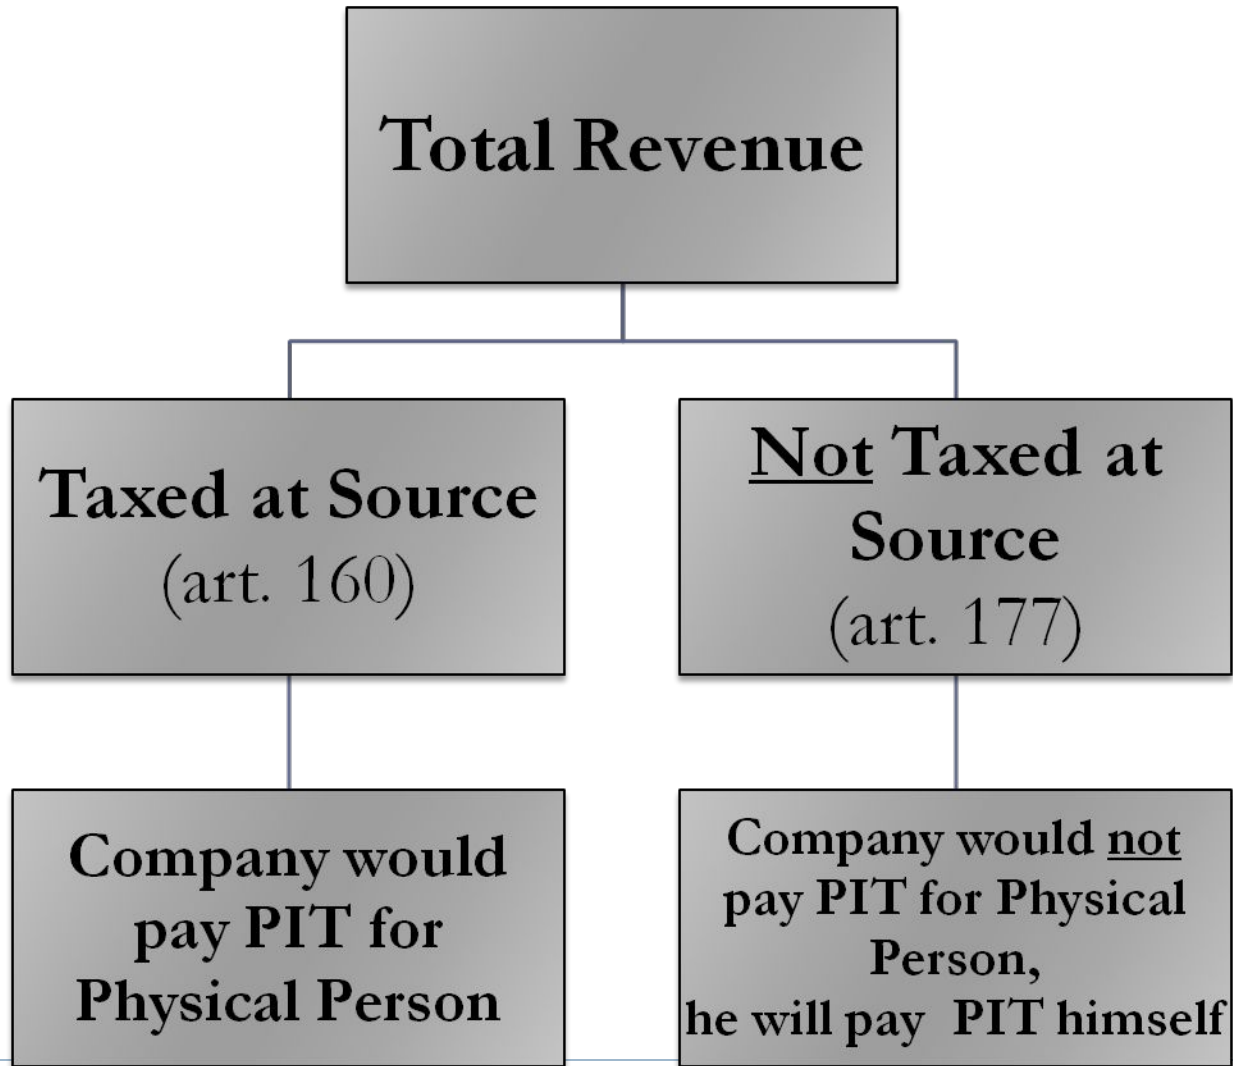 Total Revenue
Taxed at Source
(art. 160)
Not Taxed at
Source
(art. 177)
Company would
pay PIT for
Physical Person
Company would not
pay PIT for Physical
Person,
he will pay PIT himself